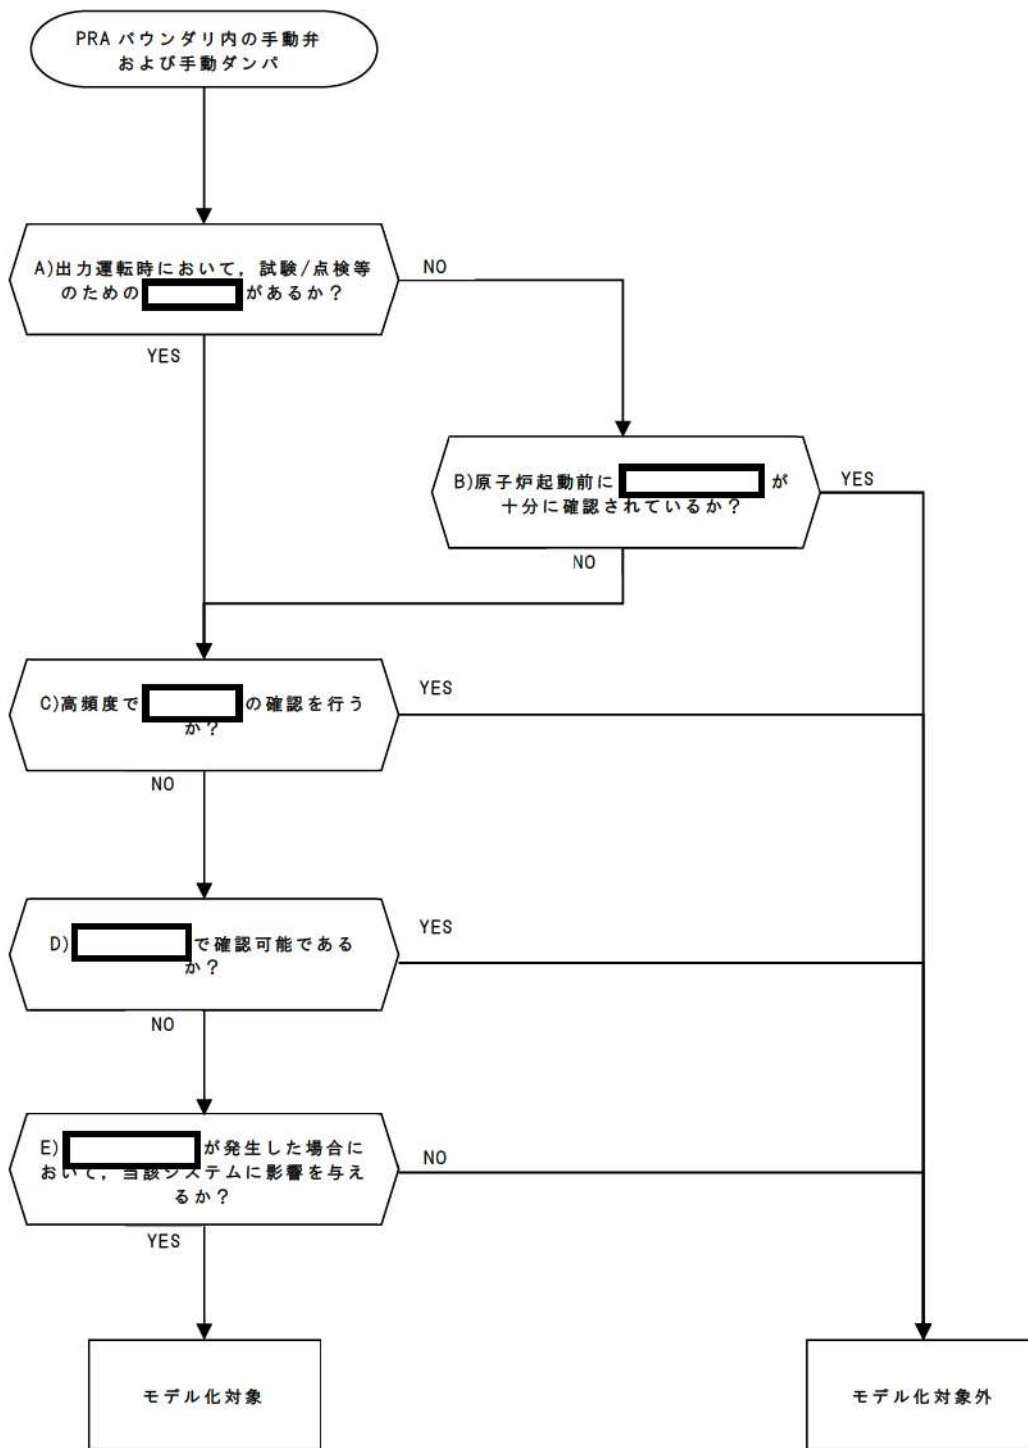 PRA バウンダリ内の手動弁
および手動ダンパ
A)出力運転時において,試験/点検等
のための
があるか?
NO
YES
B)原子炉起動前に
が
十分に確認されているか?
YES
NO
C)高頻度で
の確認を行う
か?
YES
NO
D)
で確認可能である
か?
YES
NO
E)
が発生した場合に
おいて,当該システムに影響を与え
るか?
NO
YES
モデル化対象
モデル化対象外